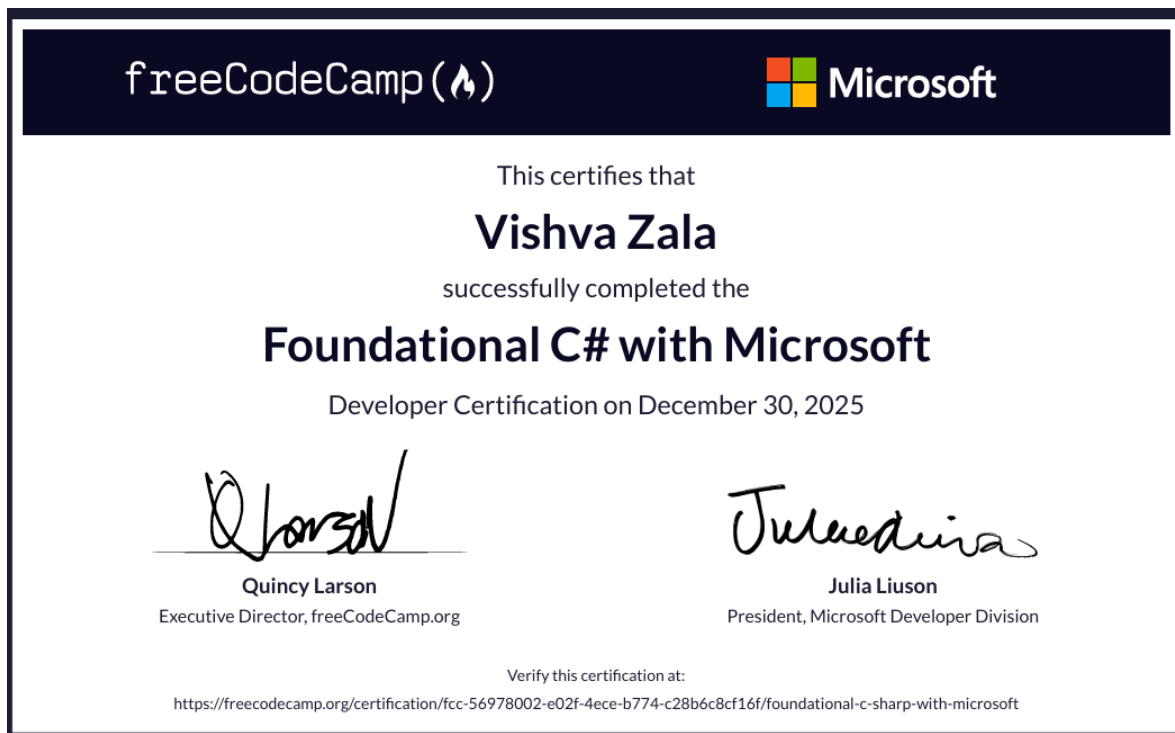 freeCodeCamp(🔥)
Microsoft
This certifies that
Vishva Zala
successfully completed the
Foundational C# with Microsoft
Developer Certification on December 30, 2025
QLarson
Quincy Larson
Executive Director, freeCodeCamp.org
Julia Liuson
President, Microsoft Developer Division
Verify this certification at:
https://freecodecamp.org/certification/fcc-56978002-e02f-4ece-b774-c28b6c8cf16f/foundational-c-sharp-with-microsoft